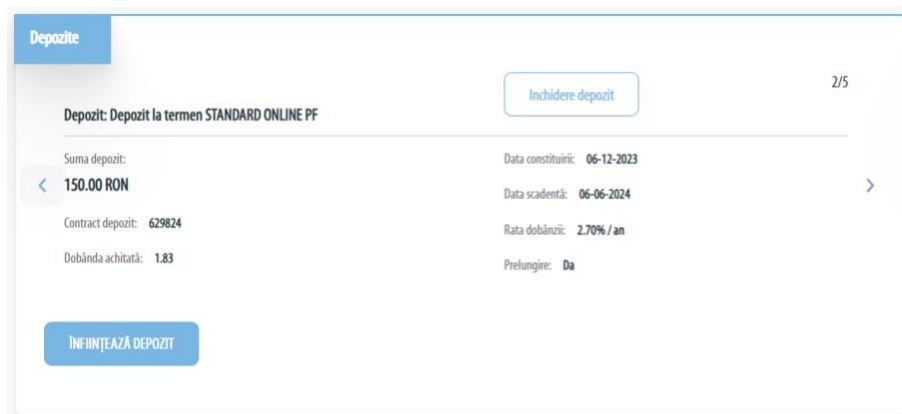 Depozite
Inchidere depozit
2/5
Depozit: Depozit la termen STANDARD ONLINE PF
Suma depozit:
150.00 RON
Contract depozit: 629824
Dobânda achitată: 1.83
Data constituirii: 06-12-2023
Data scadentă: 06-06-2024
Rata dobânzii: 2.70% / an
Prelungire: Da
ÎNFIINȚEAZĂ DEPOZIT